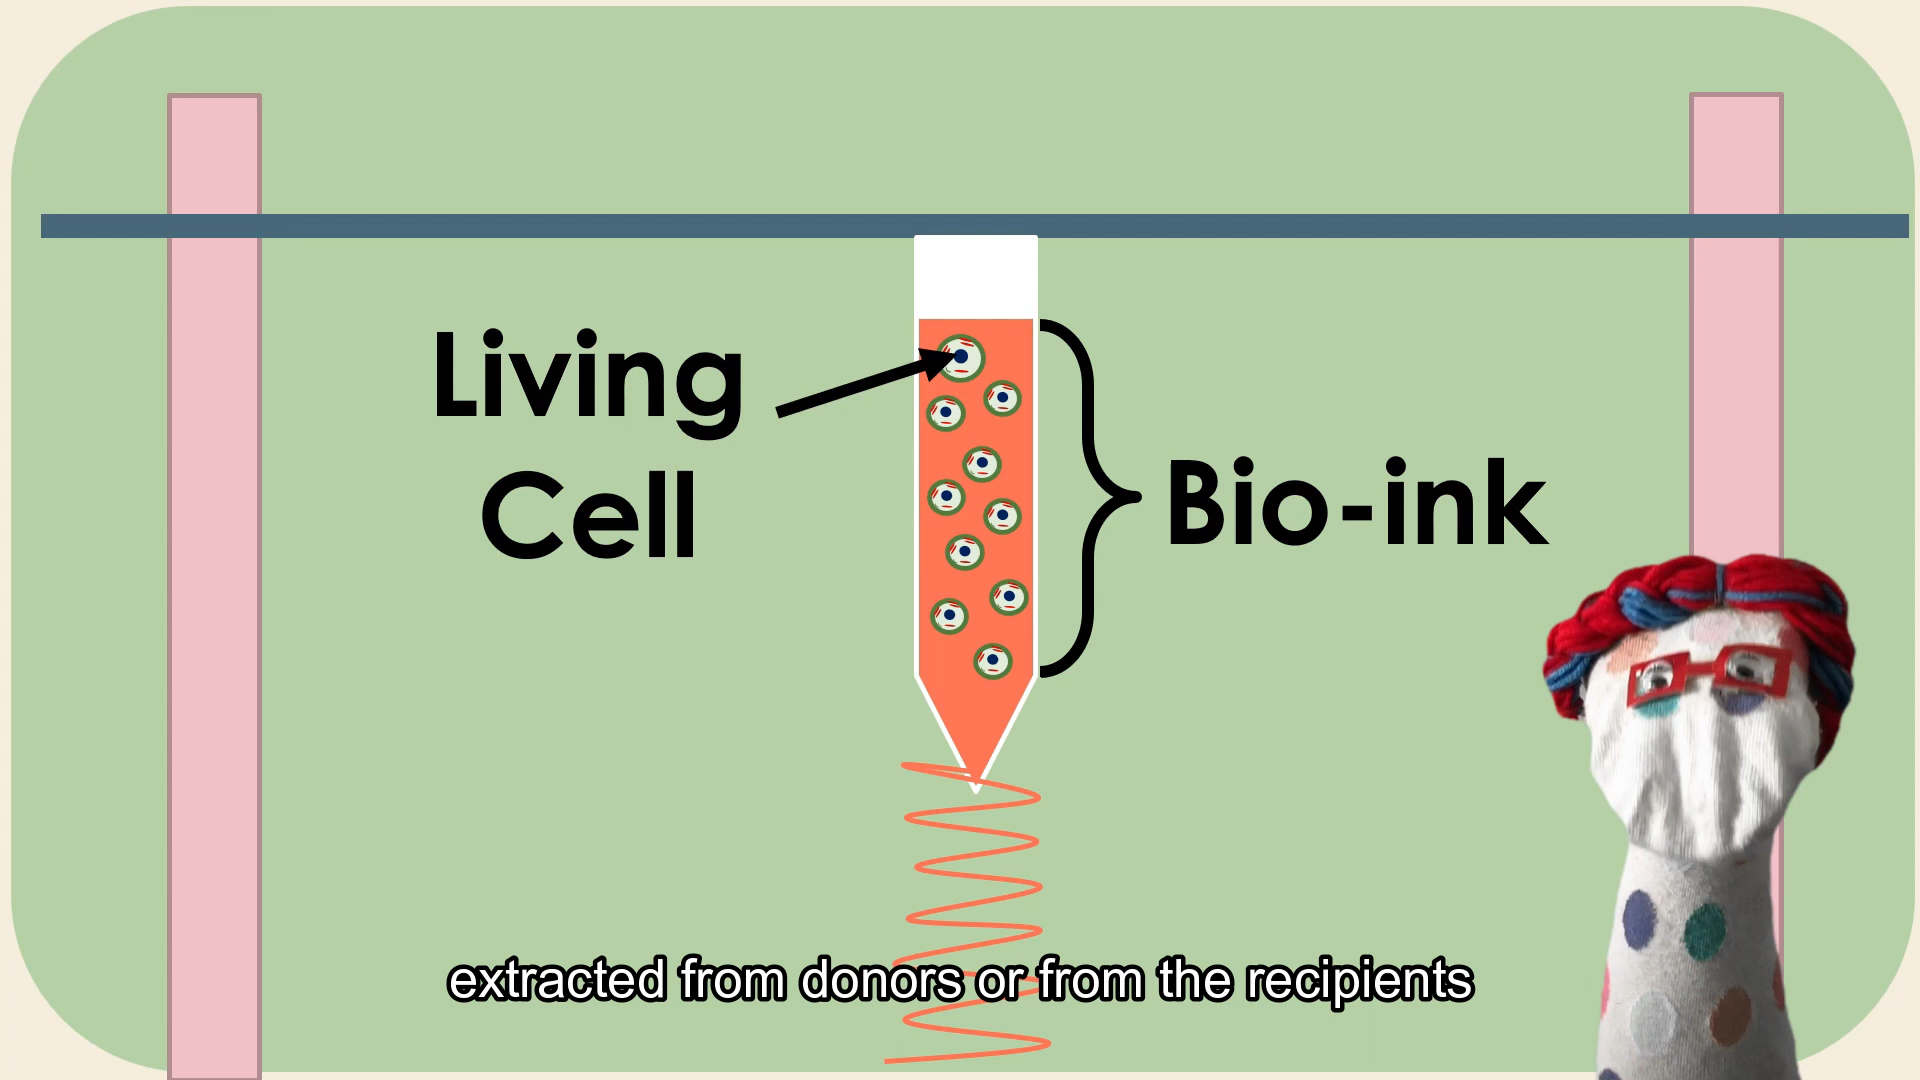 Living
Cell
Bio-ink
extracted from donors or from the recipients